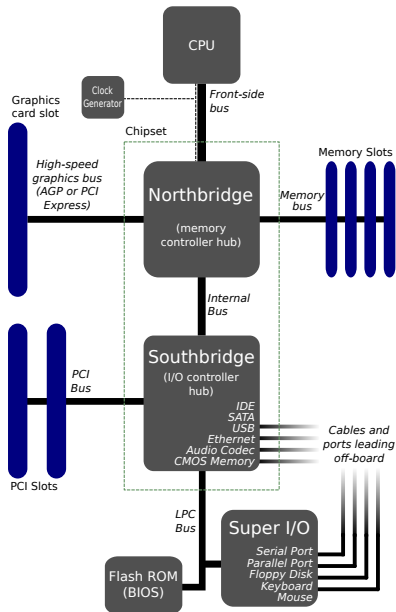 CPU
Clock
Generator
Front-side
bus
Graphics
card slot
Chipset
High-speed
graphics bus
(AGP or PCI
Express)
Northbridge
(memory
controller hub)
Memory Slots
Memory
bus
Internal
Bus
Southbridge
(I/O controller
hub)
PCI
Bus
IDE
SATA
USB
Ethernet
Audio Codec
CMOS Memory
Cables and
ports leading
off-board
PCI Slots
LPC
Bus
Super I/O
Serial Port
Parallel Port
Floppy Disk
Keyboard
Mouse
Flash ROM
(BIOS)